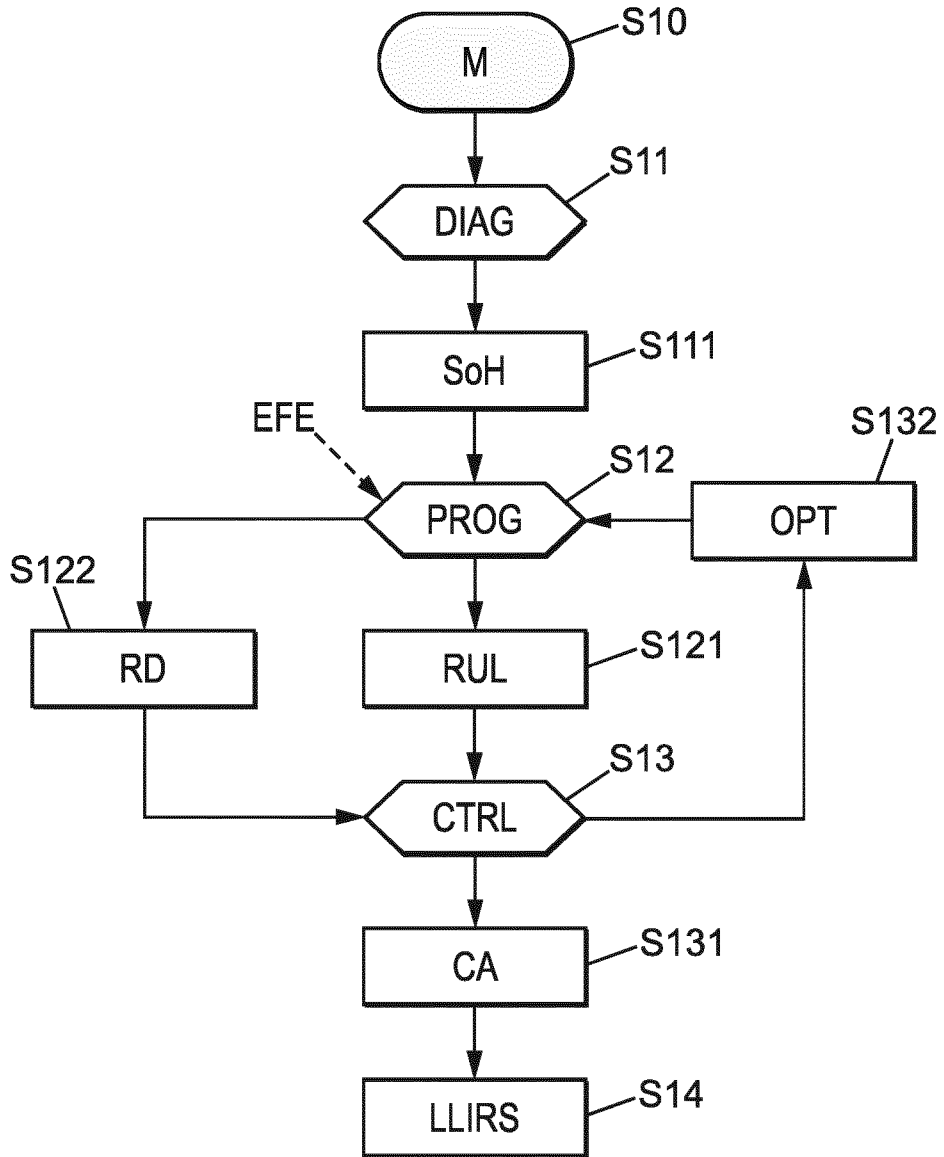 S10
M
S11
DIAG
S111
SoH
EFE
S12
S132
PROG
OPT
S122
RD
RUL
S121
S13
CTRL
S131
CA
S14
LLIRS